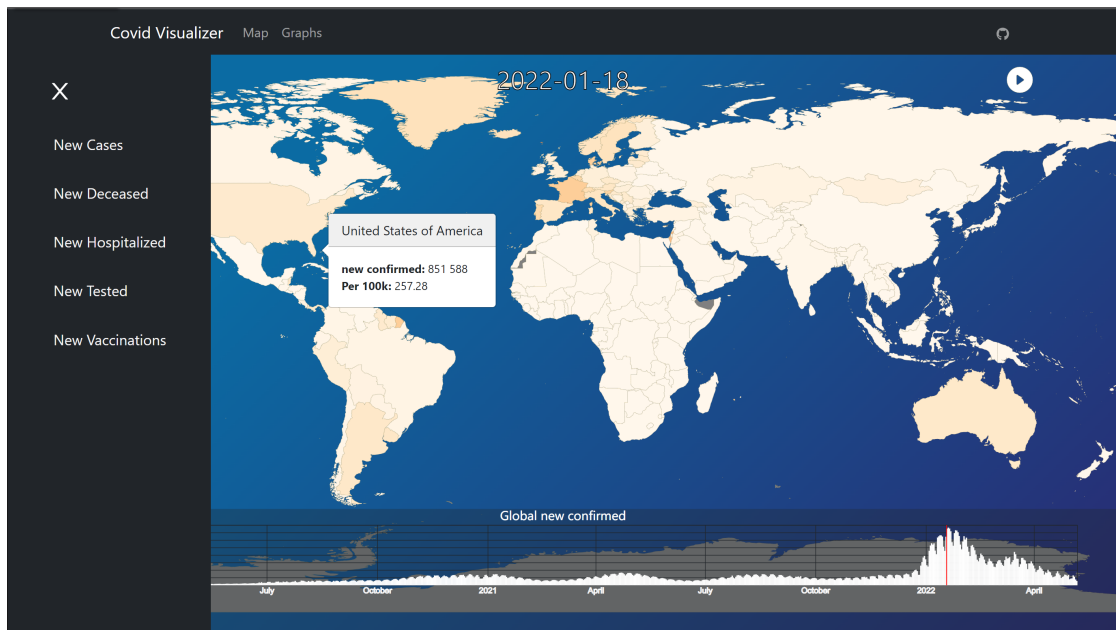 Covid Visualizer Map Graphs
2022-01-18
X
New Cases
New Deceased
New Hospitalized
New Tested
New Vaccinations
United States of America
new confirmed: 851 588
Per 100k: 257.28
Global new confirmed
July October 2021 April July October 2022 April